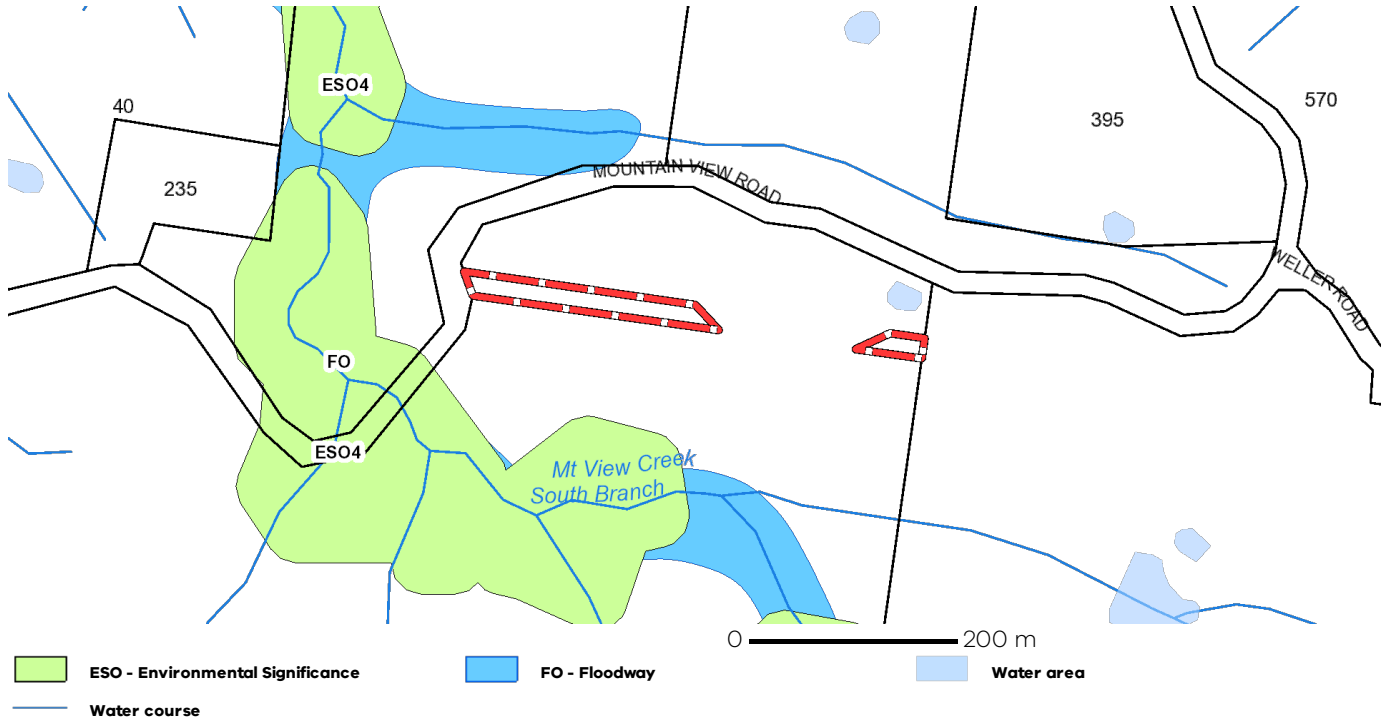 ESO4
40
395
570
235
MOUNTAIN VIEW ROAD
WELLER ROAD
FO
ESO4
Mt View Creek
South Branch
0 200 m
ESO - Environmental Significance
FO - Floodway
Water area
Water course